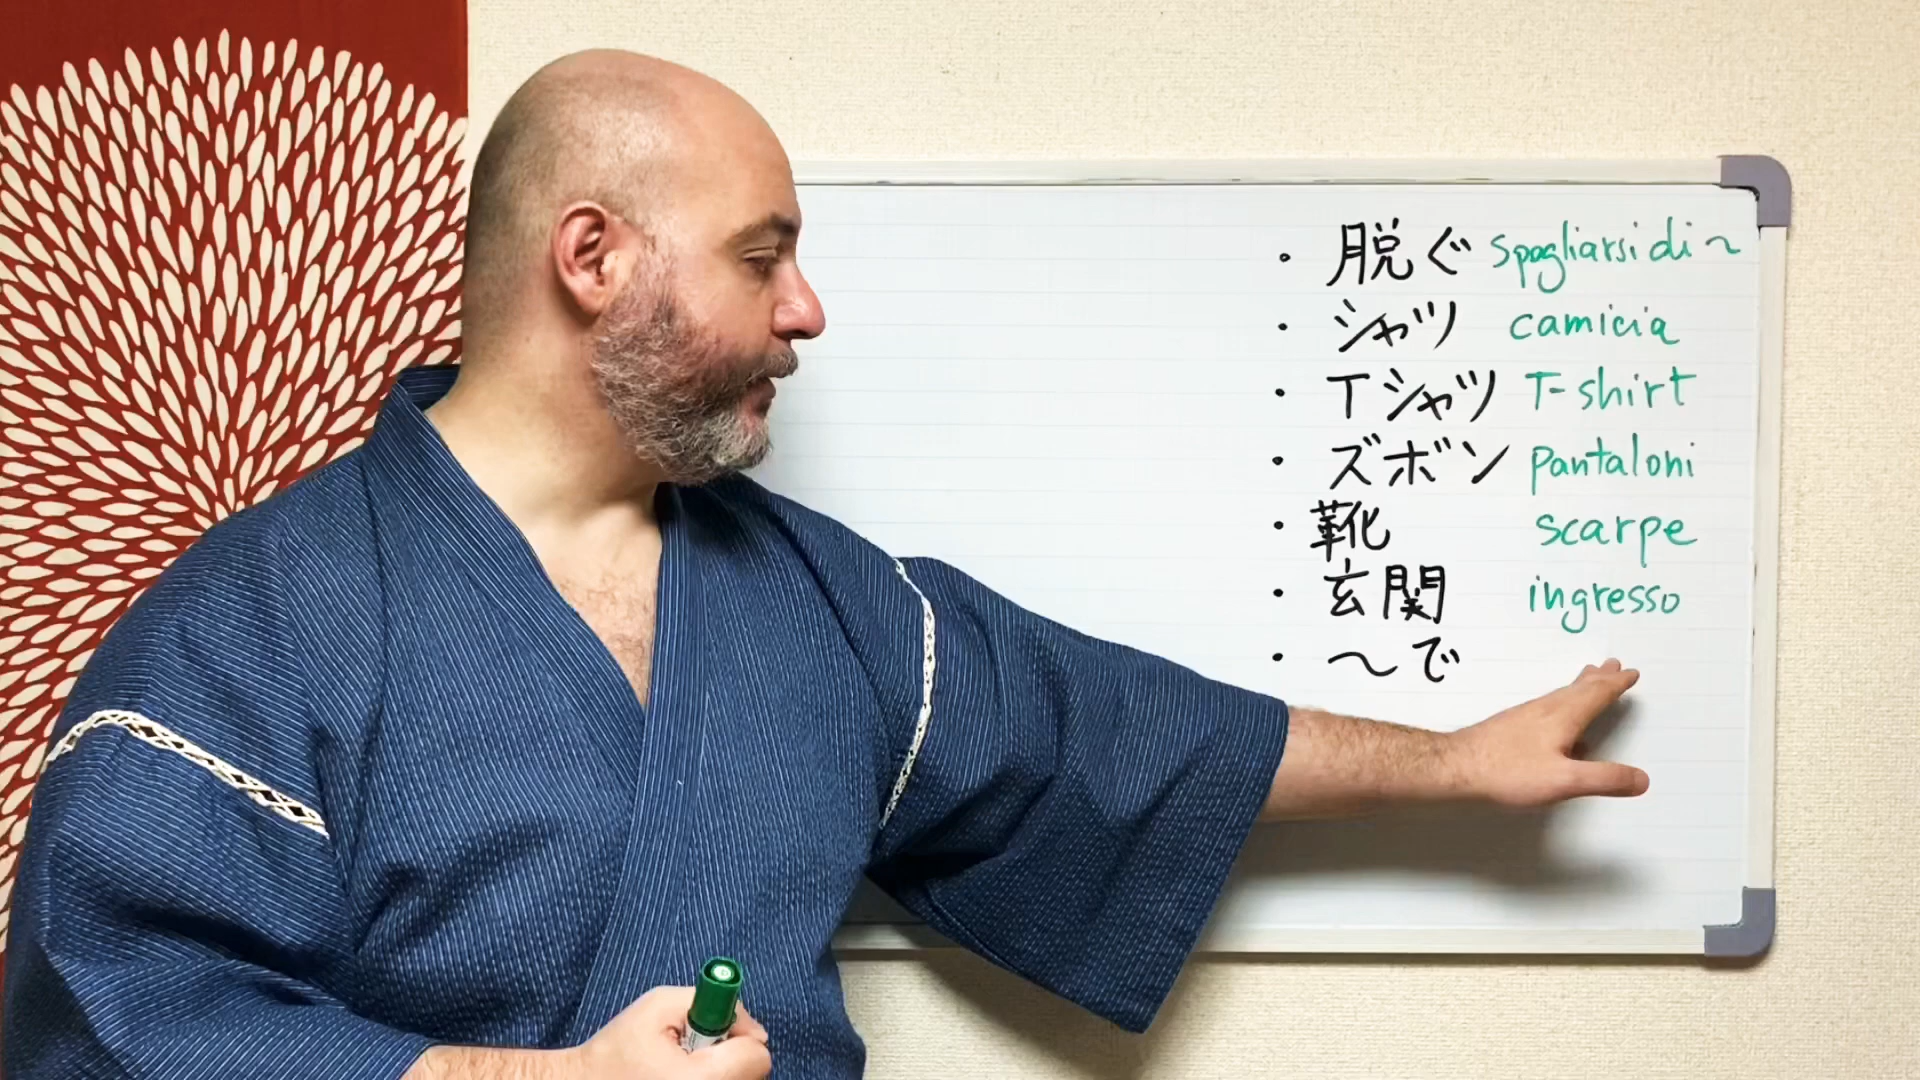 ・脱ぐ spogliarsi di〜
・シャツ camicia
・Tシャツ T-shirt
・ズボン pantaloni
・靴 scarpe
・玄関 ingresso
・〜で